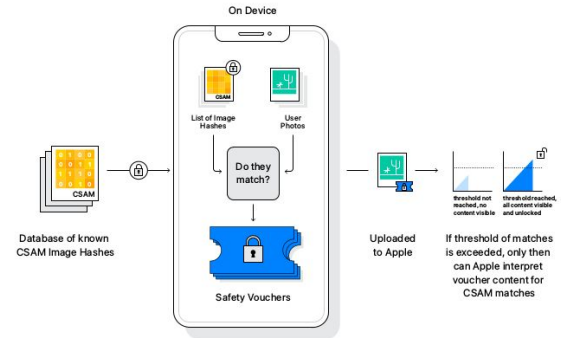 On Device
CSAM
List of Image
Hashes
User
Photos
Do they
match?
Safety Vouchers
CSAM
Database of known
CSAM Image Hashes
Uploaded
to Apple
threshold not
reached, no
content visible
threshold reached,
all content visible
and unlocked
If threshold of matches
is exceeded, only then
can Apple interpret
voucher content for
CSAM matches